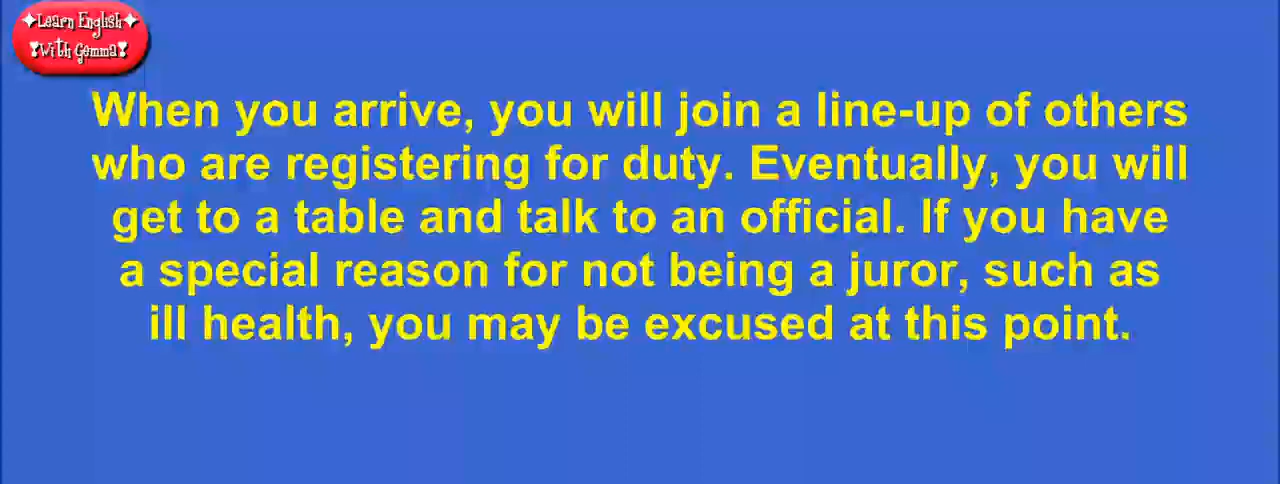 ✦Learn English✦
❣With Gemma❣
When you arrive, you will join a line-up of others
who are registering for duty. Eventually, you will
get to a table and talk to an official. If you have
a special reason for not being a juror, such as
ill health, you may be excused at this point.